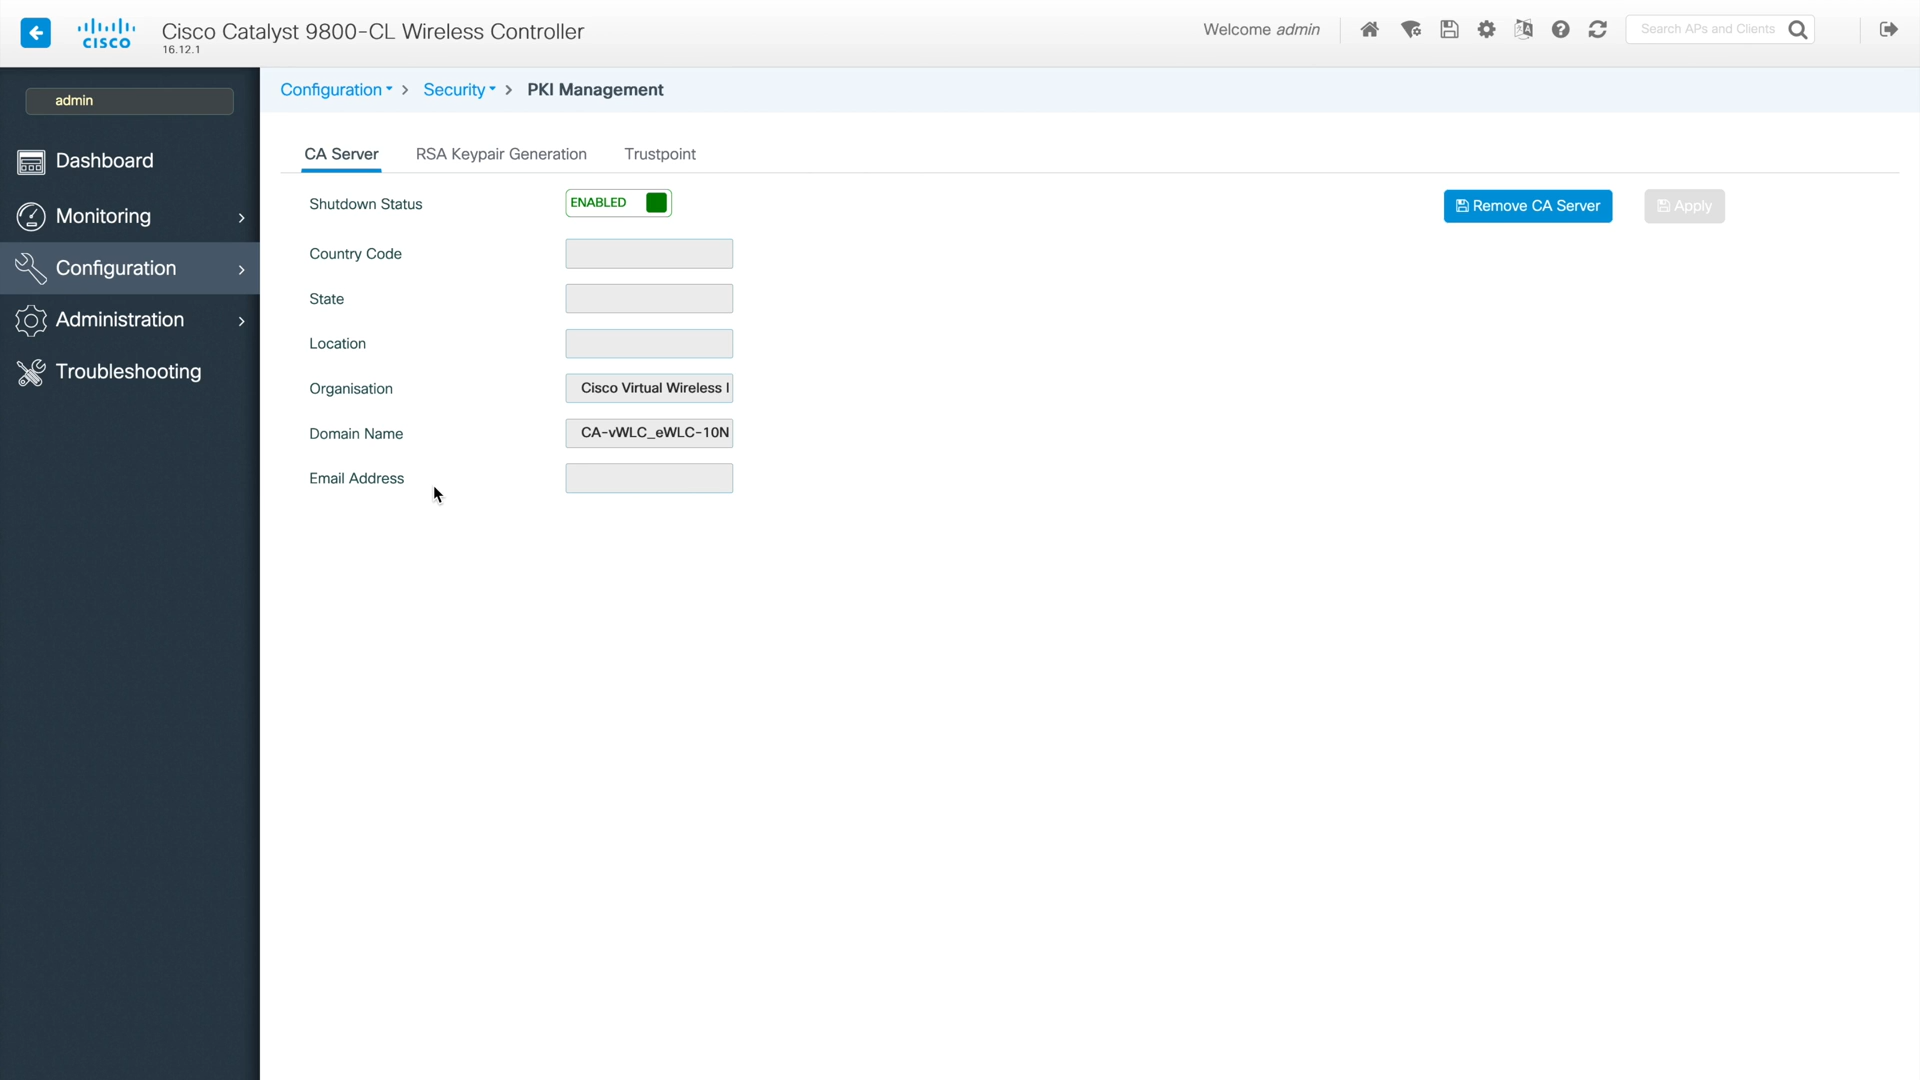 CISCO
Cisco Catalyst 9800-CL Wireless Controller
16.12.1
Welcome admin
Search APs and Clients
admin
Dashboard
Monitoring
Configuration
Administration
Troubleshooting
Configuration > Security > PKI Management
CA Server RSA Keypair Generation Trustpoint
Shutdown Status ENABLED
Remove CA Server Apply
Country Code
State
Location
Organisation Cisco Virtual Wireless
Domain Name CA-vWLC_eWLC-10N
Email Address